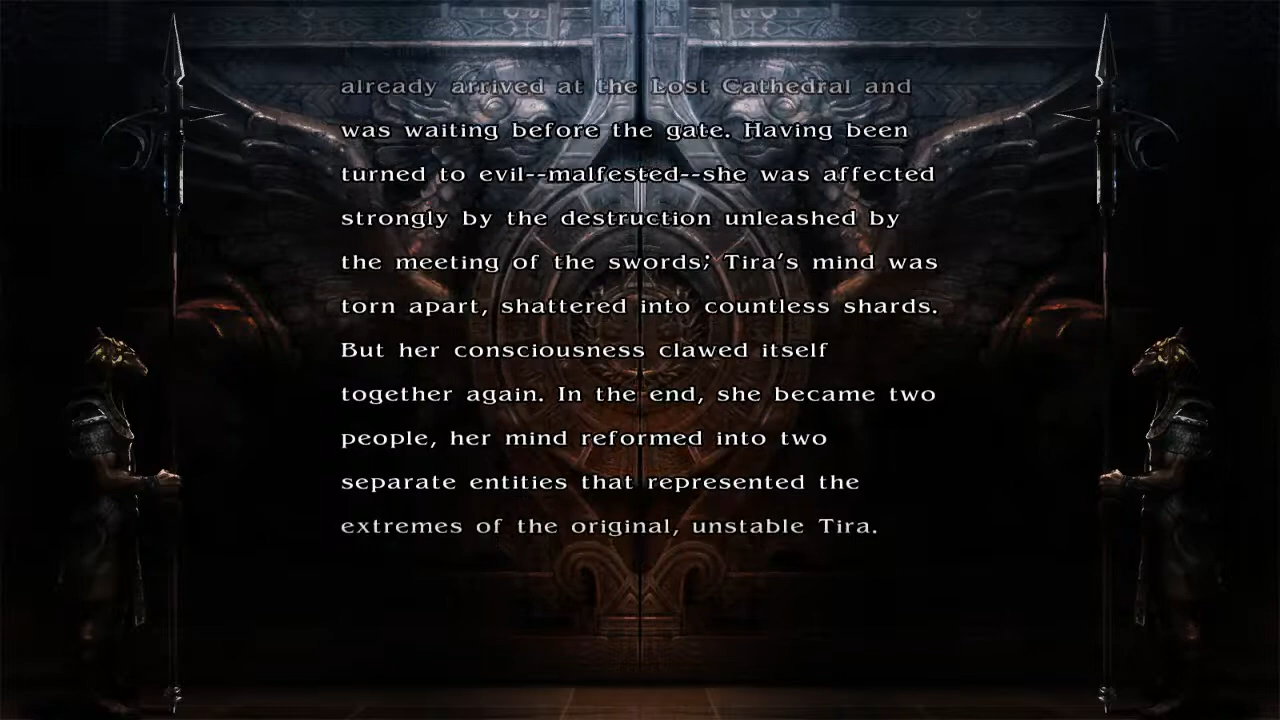 already arrived at the Lost Cathedral and
was waiting before the gate. Having been
turned to evil--malfested--she was affected
strongly by the destruction unleashed by
the meeting of the swords; Tira's mind was
torn apart, shattered into countless shards.
But her consciousness clawed itself
together again. In the end, she became two
people, her mind reformed into two
separate entities that represented the
extremes of the original, unstable Tira.